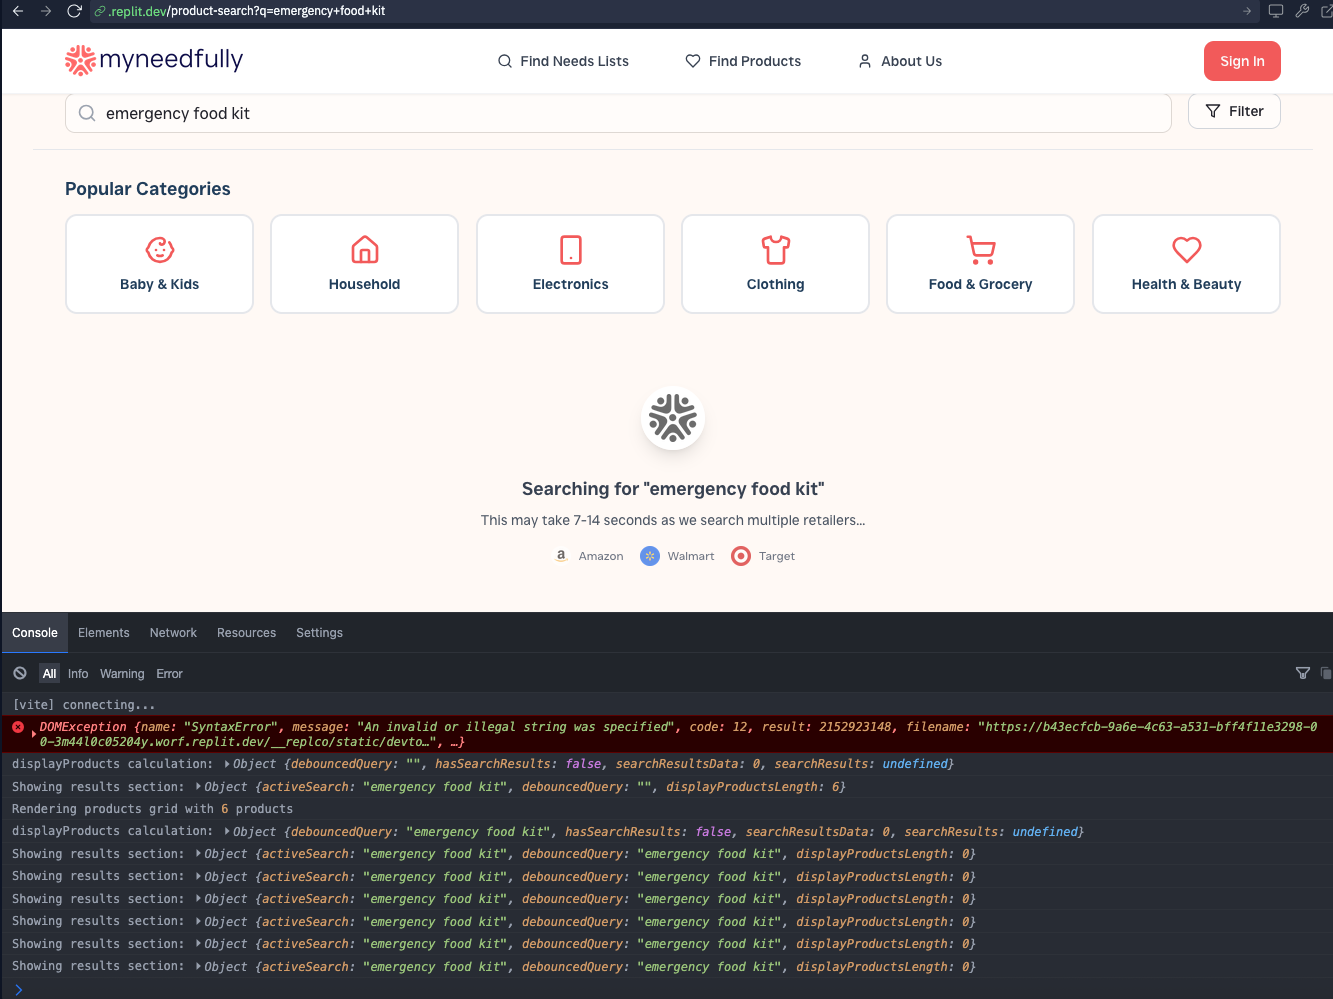 .replit.dev/product-search?q=emergency+food+kit
myneedfully
Find Needs Lists
Find Products
About Us
Sign In
emergency food kit
Filter
Popular Categories
Baby & Kids
Household
Electronics
Clothing
Food & Grocery
Health & Beauty
Searching for "emergency food kit"
This may take 7-14 seconds as we search multiple retailers...
a Amazon
Walmart
Target
Console Elements Network Resources Settings
All Info Warning Error
[vite] connecting...
DOMException {name: "SyntaxError", message: "An invalid or illegal string was specified", code: 12, result: 2152923148, filename: "https://b43ecfcb-9a6e-4c63-a531-bff4f11e3298-0
0-3m44l0c05204y.worf.replit.dev/__replco/static/devto…", …}
displayProducts calculation: Object {debouncedQuery: "", hasSearchResults: false, searchResultsData: 0, searchResults: undefined}
Showing results section: Object {activeSearch: "emergency food kit", debouncedQuery: "", displayProductsLength: 6}
Rendering products grid with 6 products
displayProducts calculation: Object {debouncedQuery: "emergency food kit", hasSearchResults: false, searchResultsData: 0, searchResults: undefined}
Showing results section: Object {activeSearch: "emergency food kit", debouncedQuery: "emergency food kit", displayProductsLength: 0}
Showing results section: Object {activeSearch: "emergency food kit", debouncedQuery: "emergency food kit", displayProductsLength: 0}
Showing results section: Object {activeSearch: "emergency food kit", debouncedQuery: "emergency food kit", displayProductsLength: 0}
Showing results section: Object {activeSearch: "emergency food kit", debouncedQuery: "emergency food kit", displayProductsLength: 0}
Showing results section: Object {activeSearch: "emergency food kit", debouncedQuery: "emergency food kit", displayProductsLength: 0}
Showing results section: Object {activeSearch: "emergency food kit", debouncedQuery: "emergency food kit", displayProductsLength: 0}